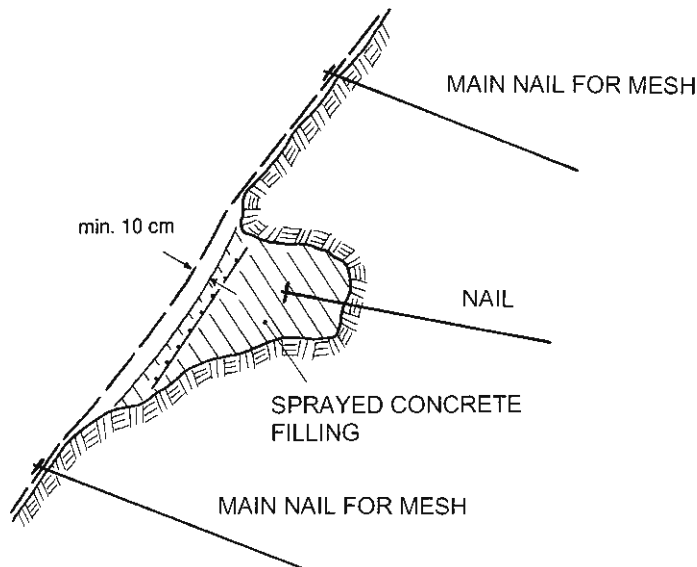 MAIN NAIL FOR MESH
min. 10 cm
NAIL
SPRAYED CONCRETE
FILLING
MAIN NAIL FOR MESH